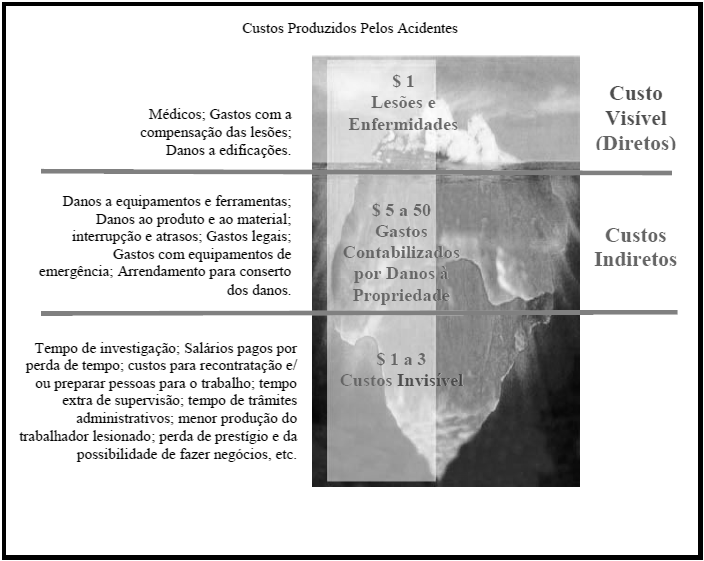 Custos Produzidos Pelos Acidentes
Médicos; Gastos com a
compensação das lesões;
Danos a edificações.
$ 1
Lesões e
Enfermidades
Custo
Visível
(Diretos)
Danos a equipamentos e ferramentas;
Danos ao produto e ao material;
interrupção e atrasos; Gastos legais;
Gastos com equipamentos de
emergência; Arrendamento para conserto
dos danos.
$ 5 a 50
Gastos
Contabilizados
por Danos à
Propriedade
Custos
Indiretos
Tempo de investigação; Salários pagos por
perda de tempo; custos para recontratação e/
ou preparar pessoas para o trabalho; tempo
extra de supervisão; tempo de trâmites
administrativos; menor produção do
trabalhador lesionado; perda de prestígio e da
possibilidade de fazer negócios, etc.
$ 1 a 3
Custos Invisível